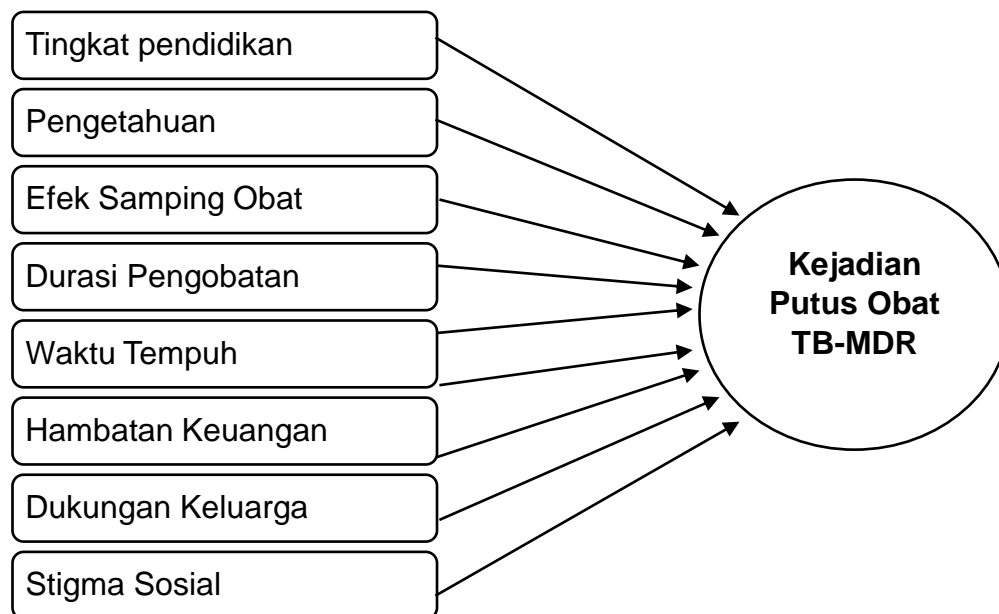 Tingkat pendidikan
Pengetahuan
Efek Samping Obat
Durasi Pengobatan
Waktu Tempuh
Hambatan Keuangan
Dukungan Keluarga
Stigma Sosial
Kejadian
Putus Obat
TB-MDR